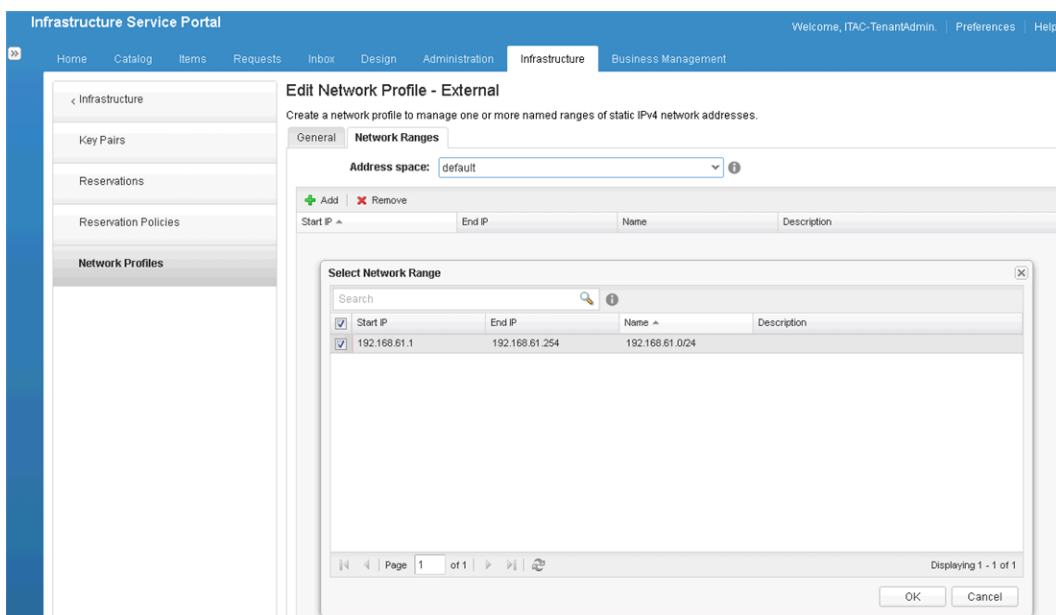 Infrastructure Service Portal
Welcome, ITAC-TenantAdmin. Preferences Help
Home Catalog Items Requests Inbox Design Administration Infrastructure Business Management
< Infrastructure
Key Pairs
Reservations
Reservation Policies
Network Profiles
Edit Network Profile - External
Create a network profile to manage one or more named ranges of static IPv4 network addresses.
General Network Ranges
Address space: default
Add Remove
Start IP End IP Name Description
Select Network Range
Search
Start IP End IP Name Description
192.168.61.1 192.168.61.254 192.168.61.0/24
Page 1 of 1 Displaying 1 - 1 of 1
OK Cancel